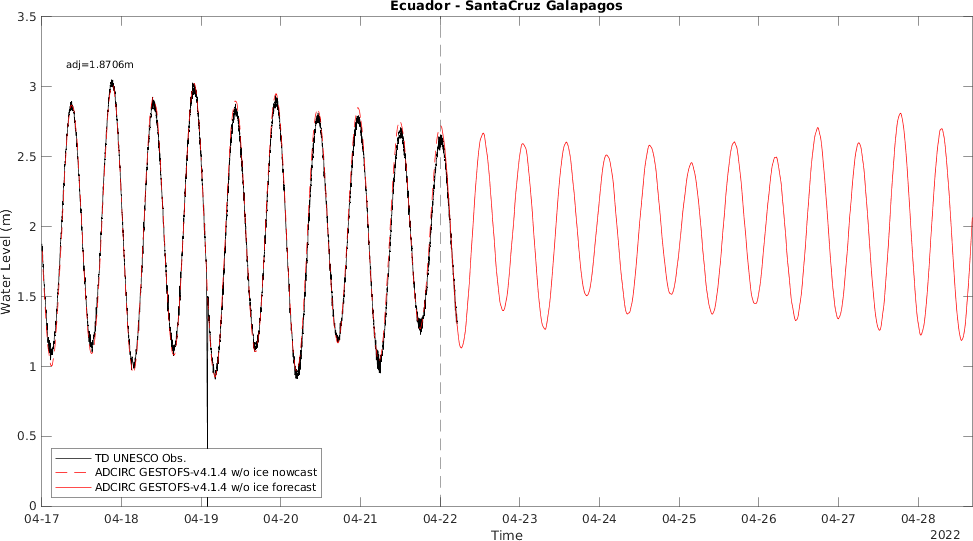 Ecuador - SantaCruz Galapagos
3.5
adj=1.8706m
3
2.5
2
1.5
1
0.5
0
Water Level (m)
TD UNESCO Obs.
ADCIRC GESTOFS-v4.1.4 w/o ice nowcast
ADCIRC GESTOFS-v4.1.4 w/o ice forecast
04-17 04-18 04-19 04-20 04-21 04-22 04-23 04-24 04-25 04-26 04-27 04-28
Time
2022